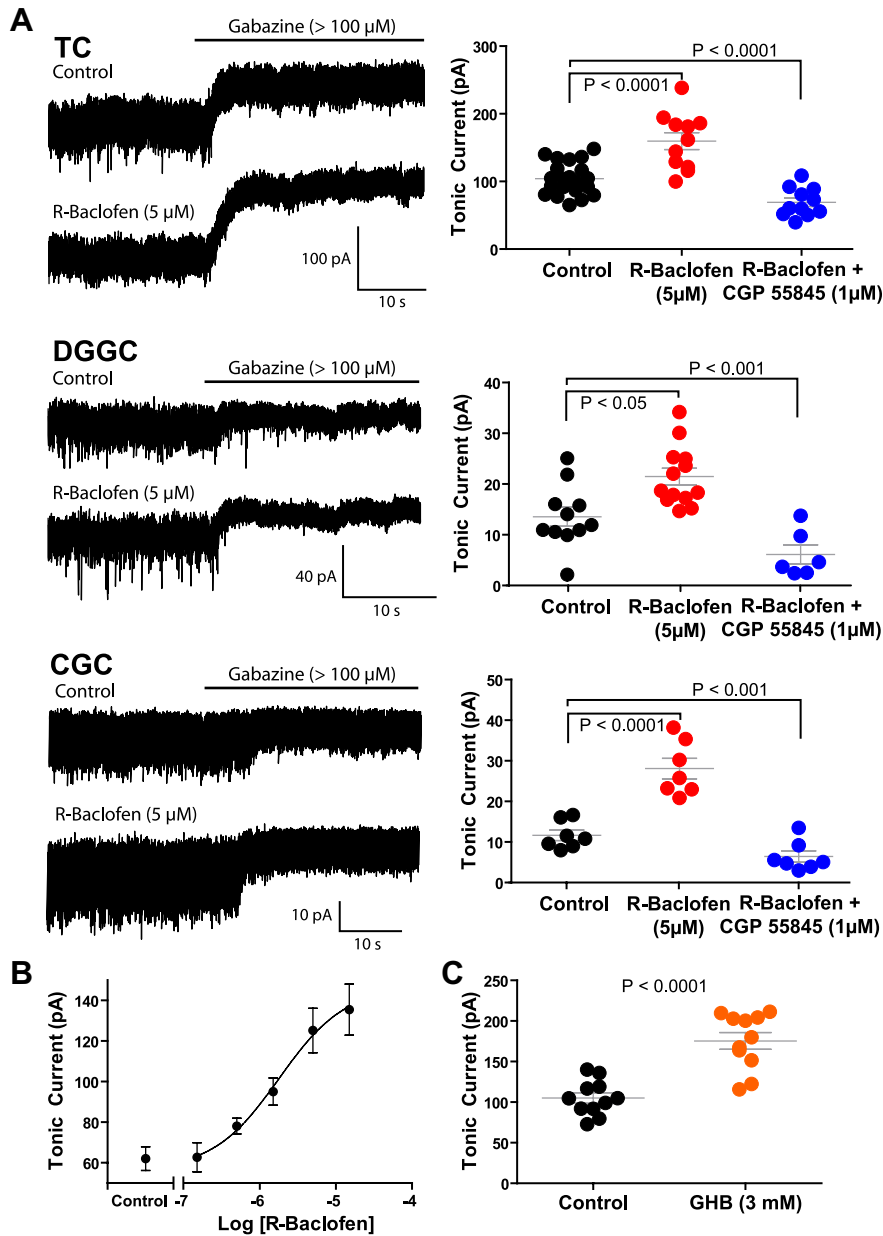 A
TC
Control
Gabazine (> 100 µM)
R-Baclofen (5 µM)
100 pA
10 s
Tonic Current (pA)
300
200
100
0
P < 0.0001
P < 0.0001
Control
R-Baclofen
(5µM)
R-Baclofen +
CGP 55845 (1µM)
DGGC
Control
Gabazine (> 100 µM)
R-Baclofen (5 µM)
40 pA
10 s
Tonic Current (pA)
40
30
20
10
0
P < 0.001
P < 0.05
Control
R-Baclofen
(5µM)
R-Baclofen +
CGP 55845 (1µM)
CGC
Control
Gabazine (> 100 µM)
R-Baclofen (5 µM)
10 pA
10 s
Tonic Current (pA)
50
40
30
20
10
0
P < 0.001
P < 0.0001
Control
R-Baclofen
(5µM)
R-Baclofen +
CGP 55845 (1µM)
B
Tonic Current (pA)
140
120
100
80
60
Control
-7
-6
-5
-4
Log [R-Baclofen]
C
Tonic Current (pA)
250
200
150
100
50
0
P < 0.0001
Control
GHB (3 mM)